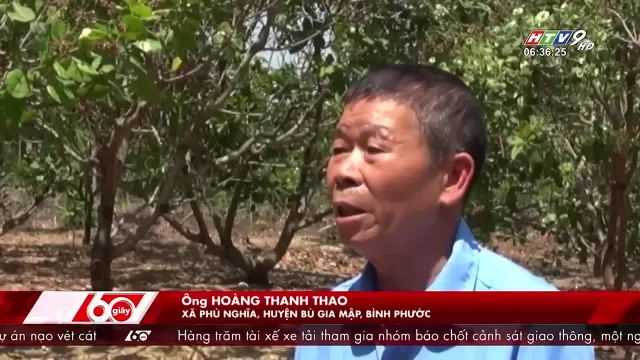 HTV9 HD
06:36:25
Ông HOÀNG THANH THAO
XÃ PHÚ NGHĨA, HUYỆN BÙ GIA MẬP, BÌNH PHƯỚC
60 giây
ự án nạo vét cát
60 giây
Hàng trăm tài xế xe tải tham gia nhóm báo chốt cảnh sát giao thông, một ng